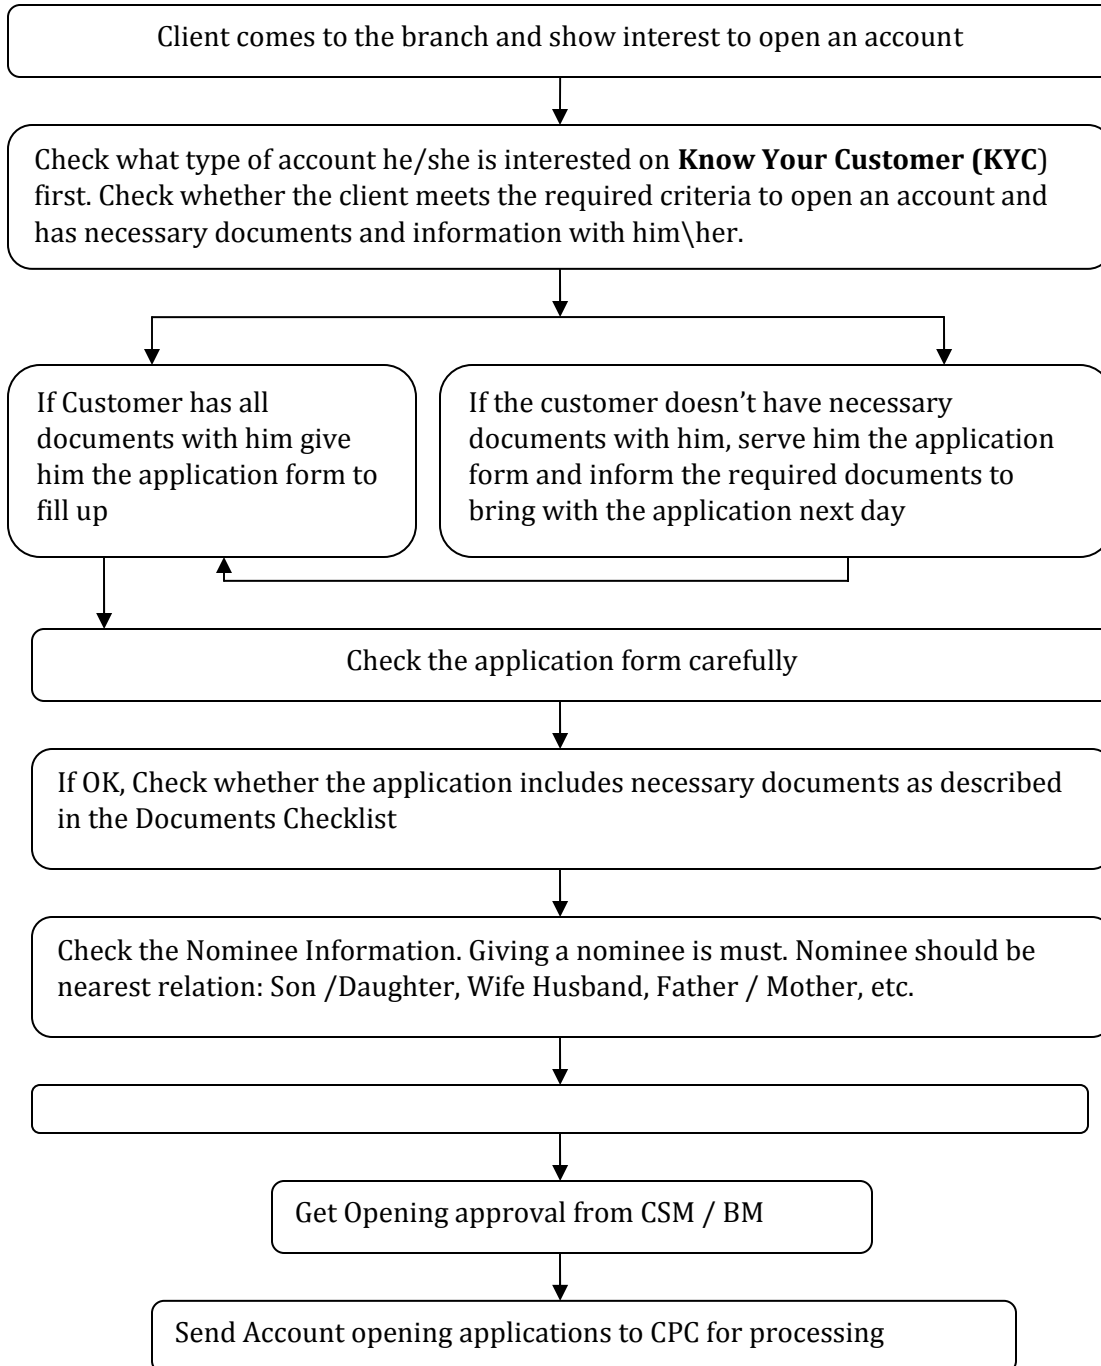 Client comes to the branch and show interest to open an account
Check what type of account he/she is interested on Know Your Customer (KYC)
first. Check whether the client meets the required criteria to open an account and
has necessary documents and information with him\her.
If Customer has all
documents with him give
him the application form to
fill up
If the customer doesn’t have necessary
documents with him, serve him the application
form and inform the required documents to
bring with the application next day
Check the application form carefully
If OK, Check whether the application includes necessary documents as described
in the Documents Checklist
Check the Nominee Information. Giving a nominee is must. Nominee should be
nearest relation: Son /Daughter, Wife Husband, Father / Mother, etc.
Get Opening approval from CSM / BM
Send Account opening applications to CPC for processing